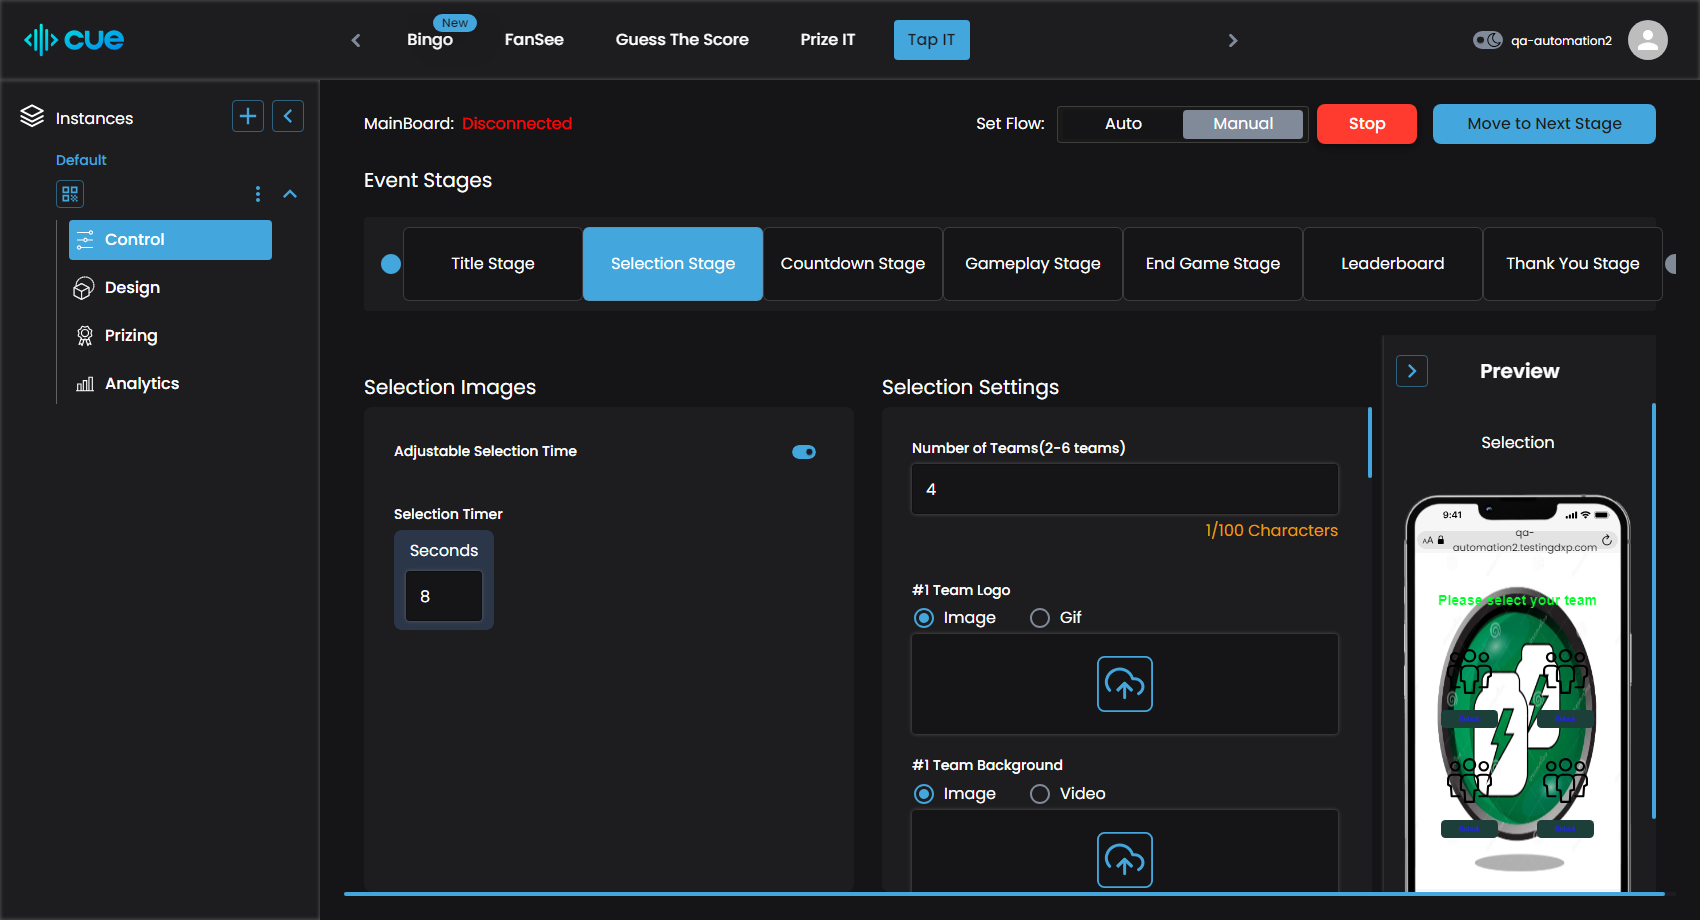 cue
Bingo
New
FanSee
Guess The Score
Prize IT
Tap IT
qa-automation2
Instances
Default
Control
Design
Prizing
Analytics
MainBoard: Disconnected
Set Flow:
Auto
Manual
Stop
Move to Next Stage
Event Stages
Title Stage
Selection Stage
Countdown Stage
Gameplay Stage
End Game Stage
Leaderboard
Thank You Stage
Selection Images
Adjustable Selection Time
Selection Timer
Seconds
8
Selection Settings
Number of Teams(2-6 teams)
4
1/100 Characters
#1 Team Logo
Image
Gif
#1 Team Background
Image
Video
Preview
Selection
9:41
AA
qa-
automation2.testingdxp.com
Please select your team